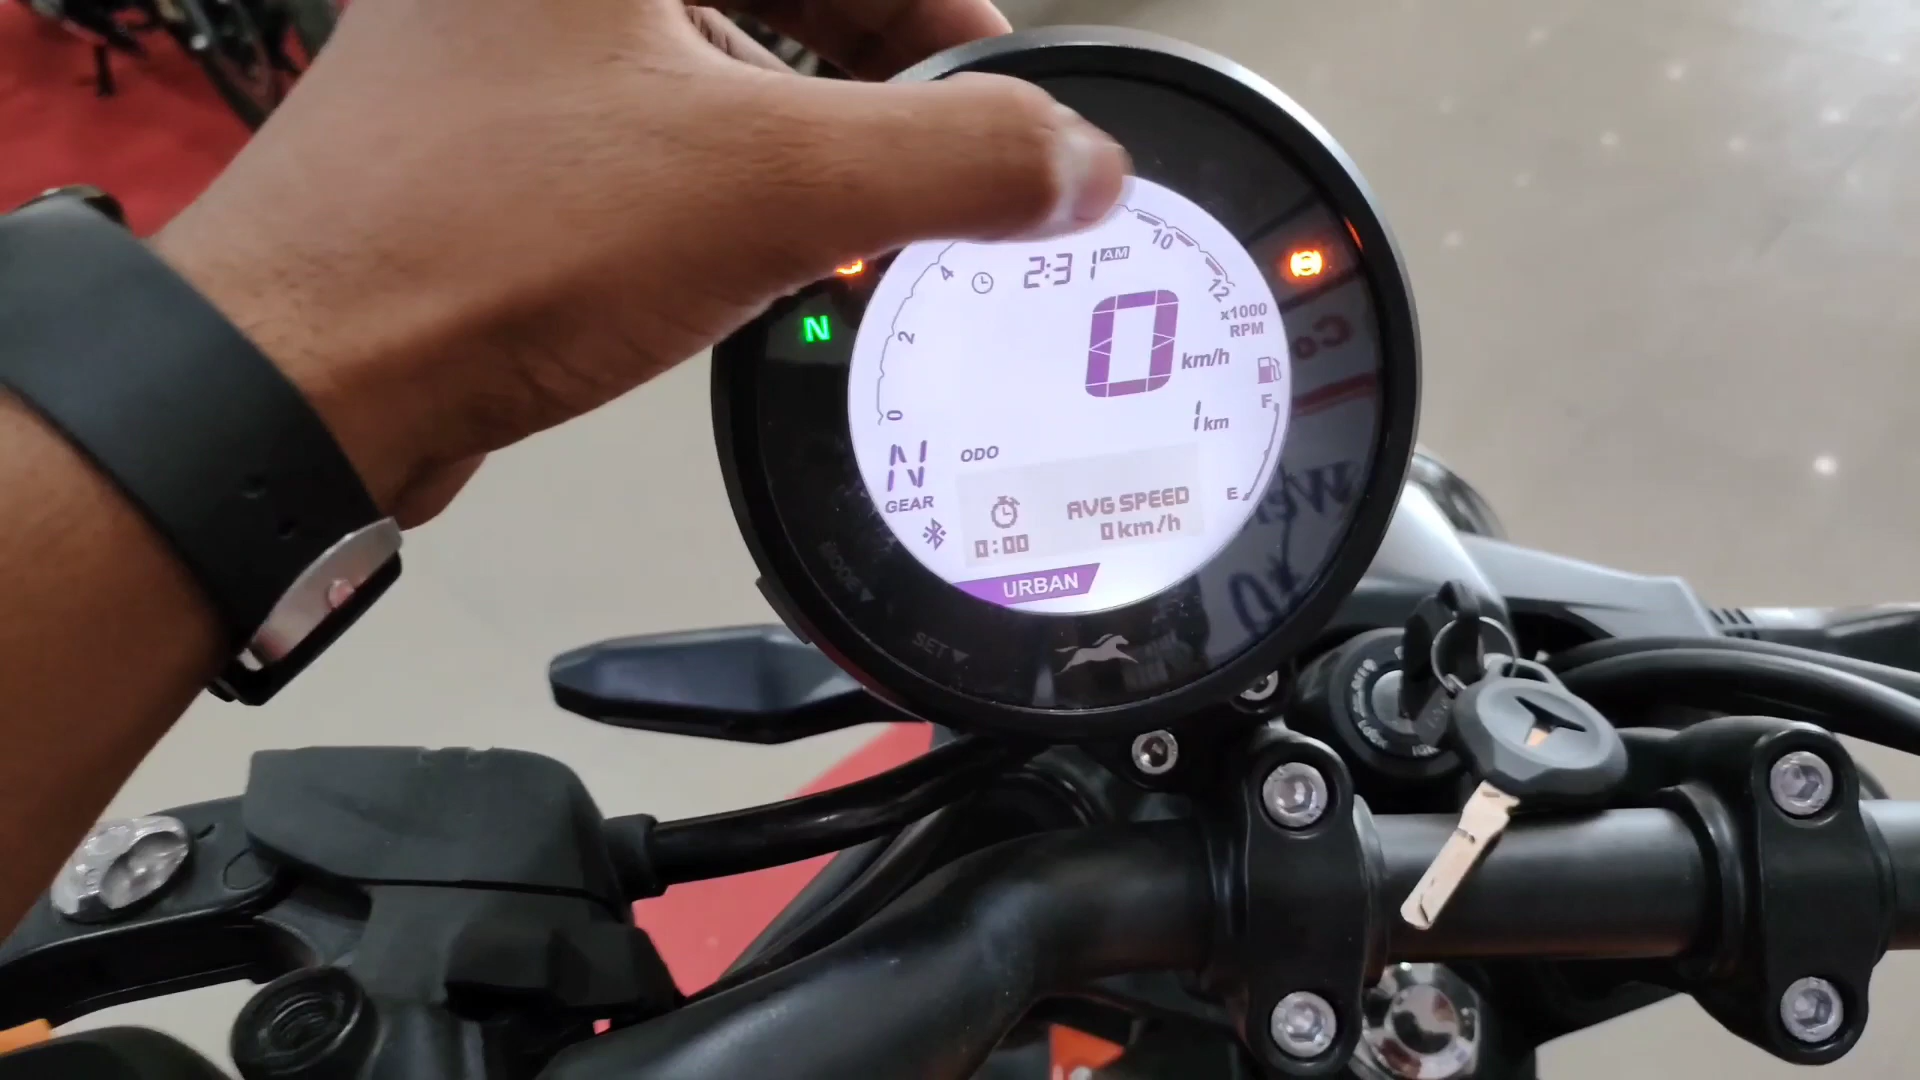 10
4
2:31 AM
12
N
0
x1000
RPM
2
km/h
F
0
1 km
N
ODO
GEAR
E
AVG SPEED
0:00
0 km/h
MODE
URBAN
SET